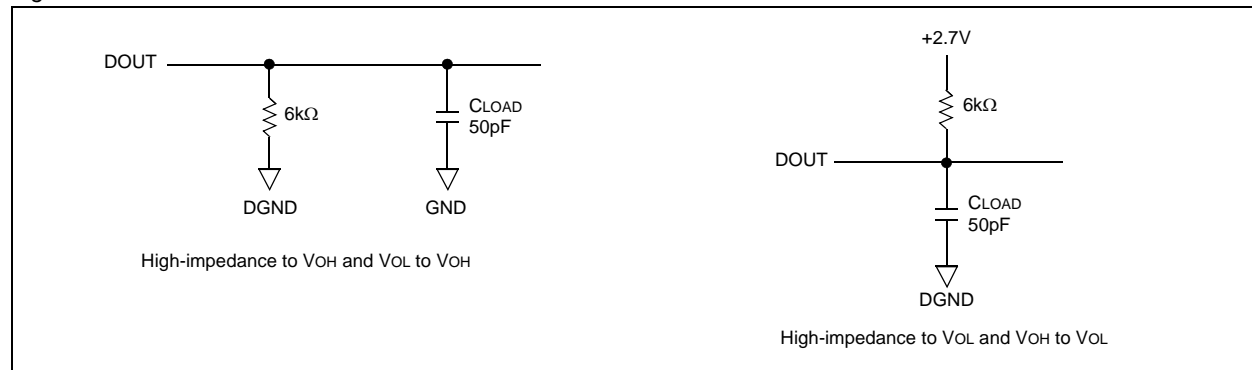 DOUT
6kΩ
CLOAD
50pF
DGND
GND
High-impedance to VOH and VOL to VOH
+2.7V
6kΩ
DOUT
CLOAD
50pF
DGND
High-impedance to VOL and VOH to VOL